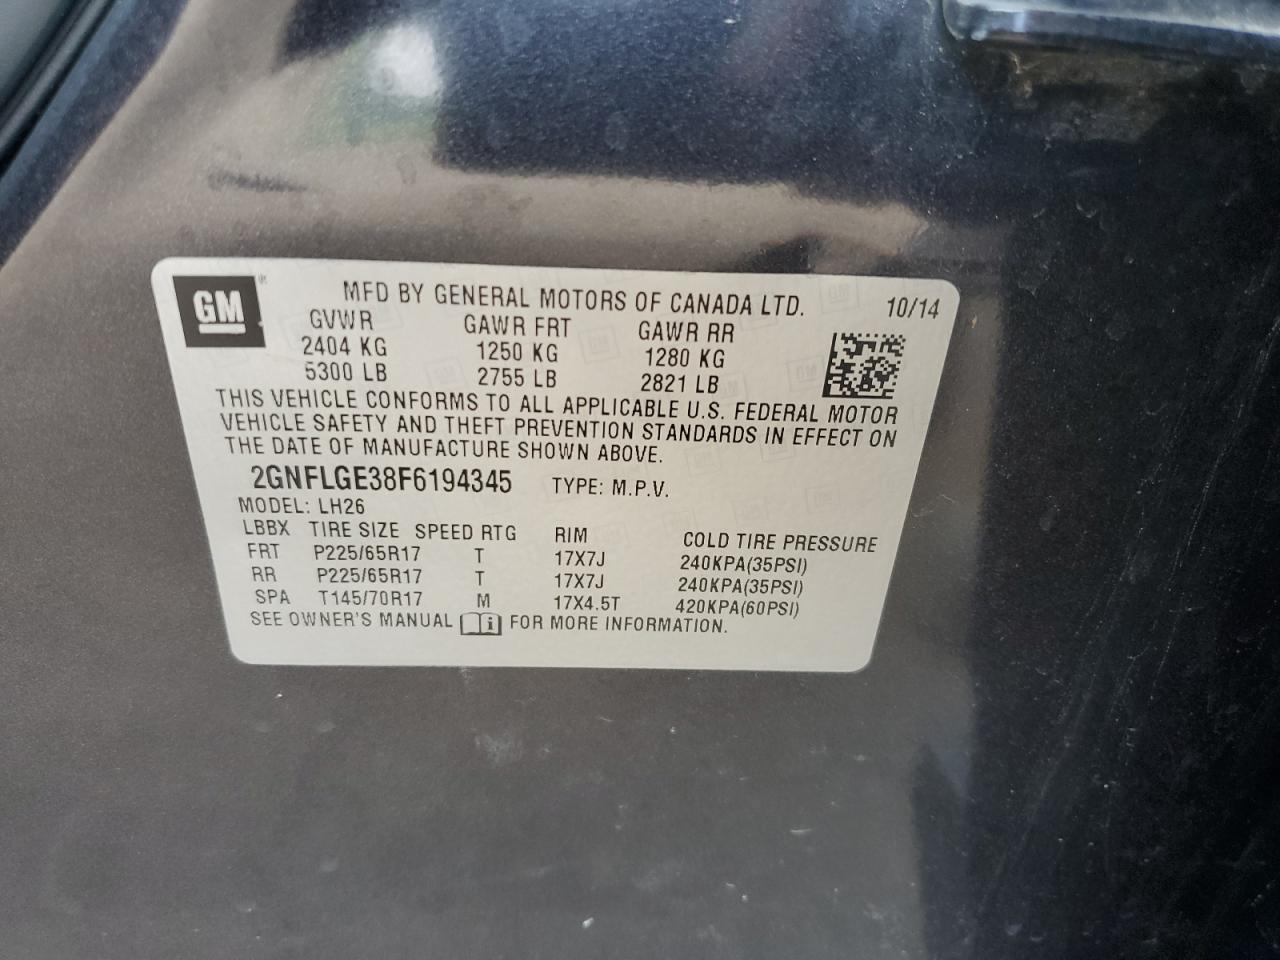 GM
MFD BY GENERAL MOTORS OF CANADA LTD. 10/14
GVWR GAWR FRT GAWR RR
2404 KG 1250 KG 1280 KG
5300 LB 2755 LB 2821 LB
THIS VEHICLE CONFORMS TO ALL APPLICABLE U.S. FEDERAL MOTOR
VEHICLE SAFETY AND THEFT PREVENTION STANDARDS IN EFFECT ON
THE DATE OF MANUFACTURE SHOWN ABOVE.
2GNFLGE38F6194345 TYPE: M.P.V.
MODEL: LH26
LBBX TIRE SIZE SPEED RTG RIM COLD TIRE PRESSURE
FRT P225/65R17 T 17X7J 240KPA(35PSI)
RR P225/65R17 T 17X7J 240KPA(35PSI)
SPA T145/70R17 M 17X4.5T 420KPA(60PSI)
SEE OWNER'S MANUAL i FOR MORE INFORMATION.